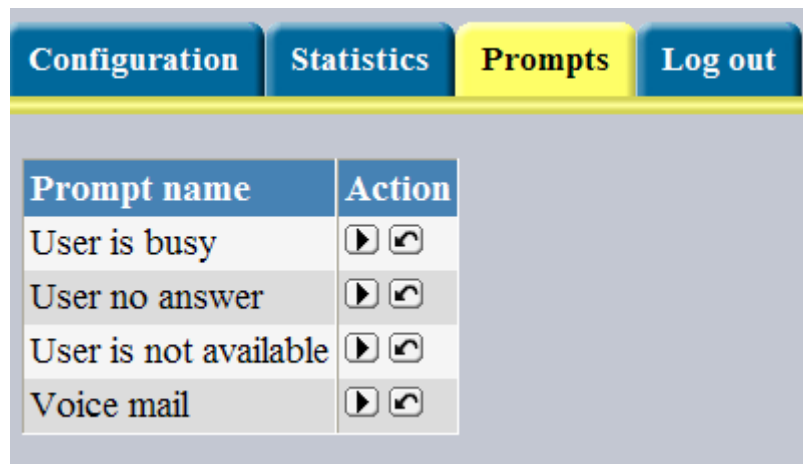 Configuration Statistics Prompts Log out
Prompt name Action
User is busy
User no answer
User is not available
Voice mail